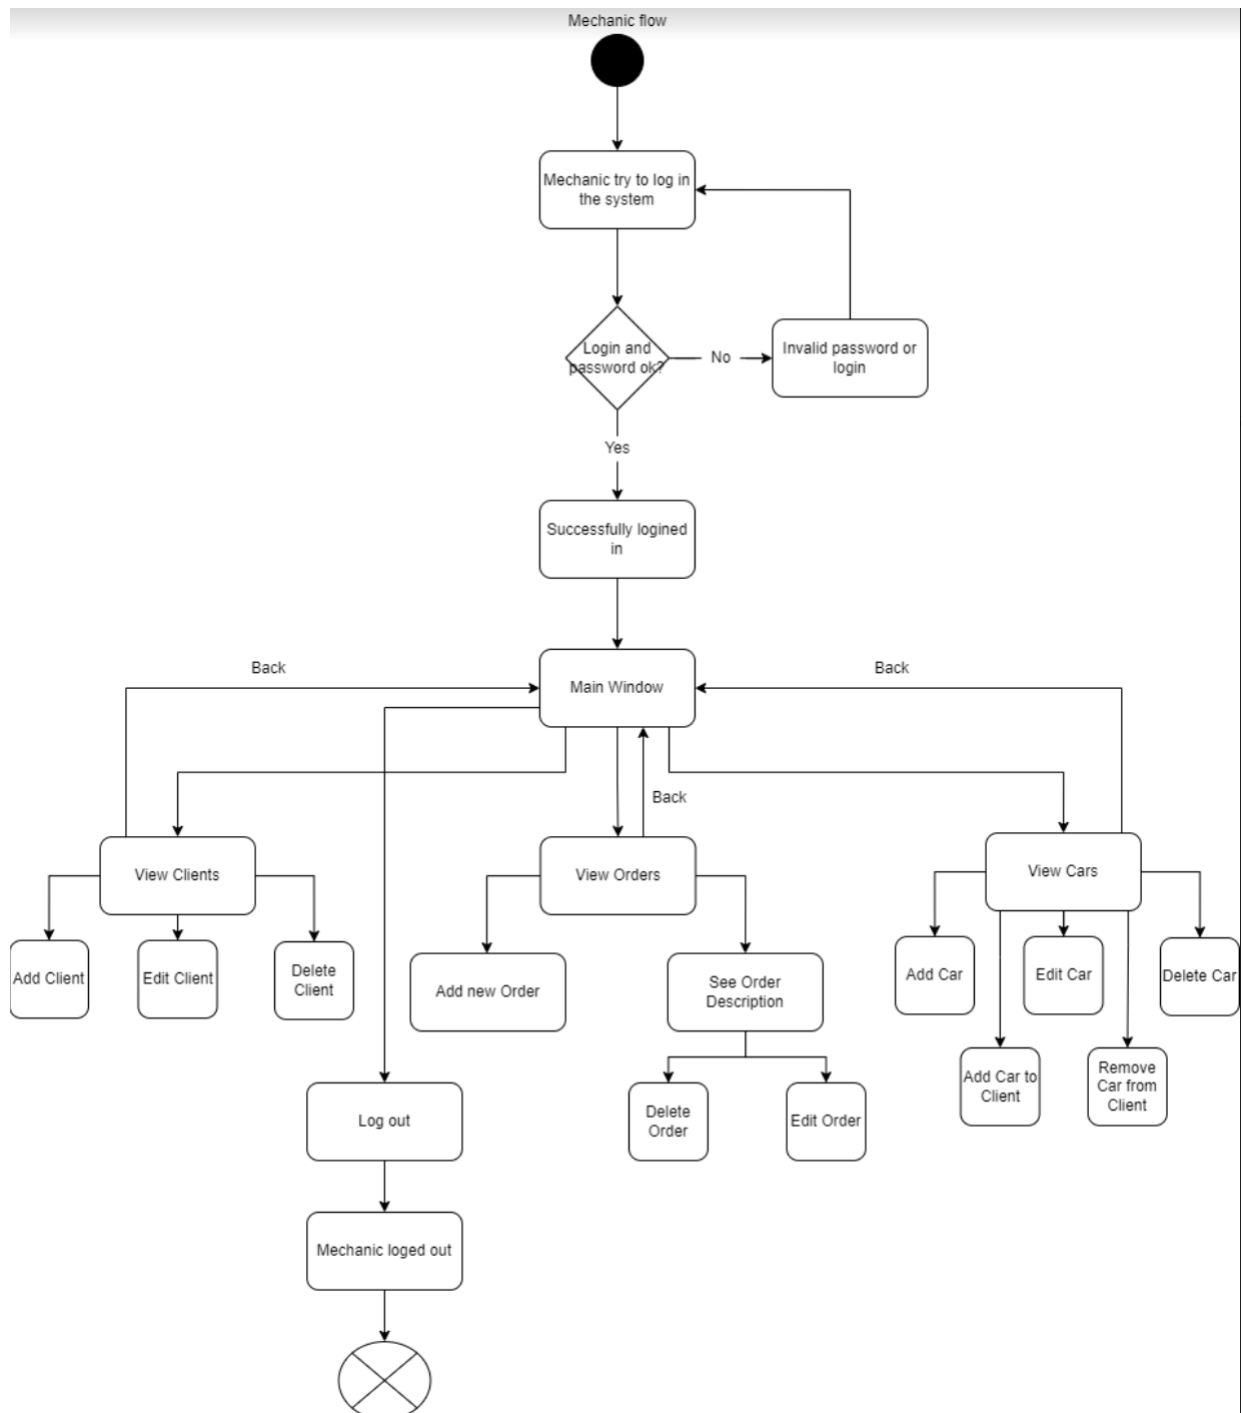 Mechanic flow
Mechanic try to log in
the system
Login and
password ok?
No
Invalid password or
login
Yes
Successfully logined
in
Back
Main Window
Back
Back
View Clients
View Orders
View Cars
Add Client
Edit Client
Delete
Client
Add new Order
See Order
Description
Add Car
Edit Car
Delete Car
Add Car to
Client
Remove
Car from
Client
Log out
Delete
Order
Edit Order
Mechanic loged out